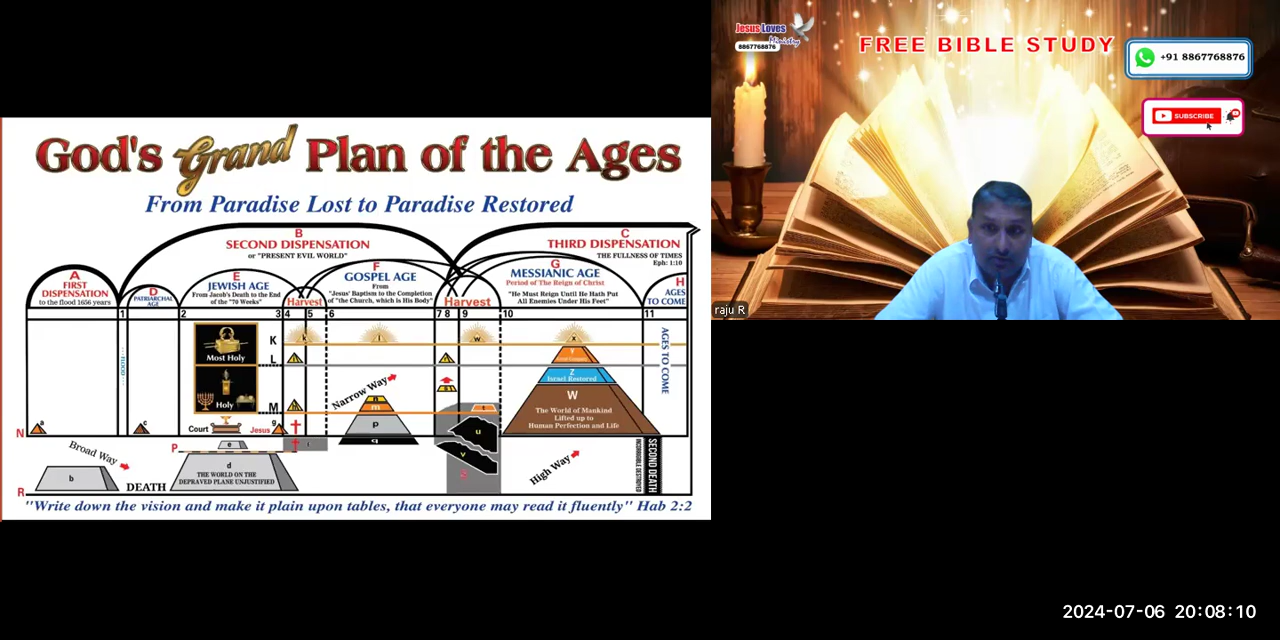 God's Grand Plan of the Ages
From Paradise Lost to Paradise Restored
B
SECOND DISPENSATION
or "PRESENT EVIL WORLD"
C
THIRD DISPENSATION
THE FULLNESS OF TIMES
Eph: 1:10
A
FIRST
DISPENSATION
to the flood 1656 years
D
PATRIARCHAL
AGE
E
JEWISH AGE
From Jacob's Death to the End
of the "70 Weeks"
Harvest
F
GOSPEL AGE
From
"Jesus' Baptism to the Completion
of "the Church, which is His Body"
Harvest
G
MESSIANIC AGE
Period of The Reign of Christ
"He Must Reign Until He Hath Put
All Enemies Under His Feet"
H
AGES
TO COME
1 2 3 4 5 6 7 8 9 10 11
FLOOD
K
L
M
N
P
R
Most Holy
Holy
Court
Jesus
g
k
l
w
x
Narrow Way
n
m
p
q
t
u
v
Y
Z
Israel Restored
W
The World of Mankind
Lifted up to
Human Perfection and Life
AGES TO COME
a
c
Broad Way
b
DEATH
e
d
THE WORLD ON THE
DEPRAVED PLANE UNJUSTIFIED
High Way
INCORRIGIBLE DESTROYED
SECOND DEATH
"Write down the vision and make it plain upon tables, that everyone may read it fluently" Hab 2:2
Jesus Loves
Ministry
8867768876
FREE BIBLE STUDY
+91 8867768876
SUBSCRIBE
raju R
2024-07-06 20:08:10